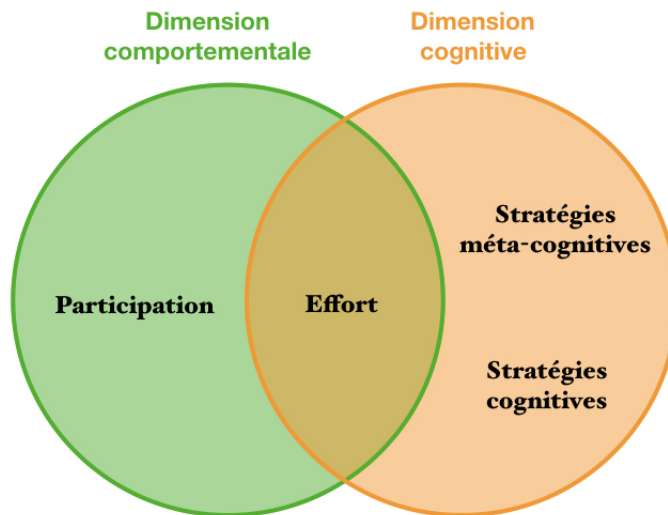 Dimension
comportementale
Dimension
cognitive
Stratégies
méta-cognitives
Participation
Effort
Stratégies
cognitives